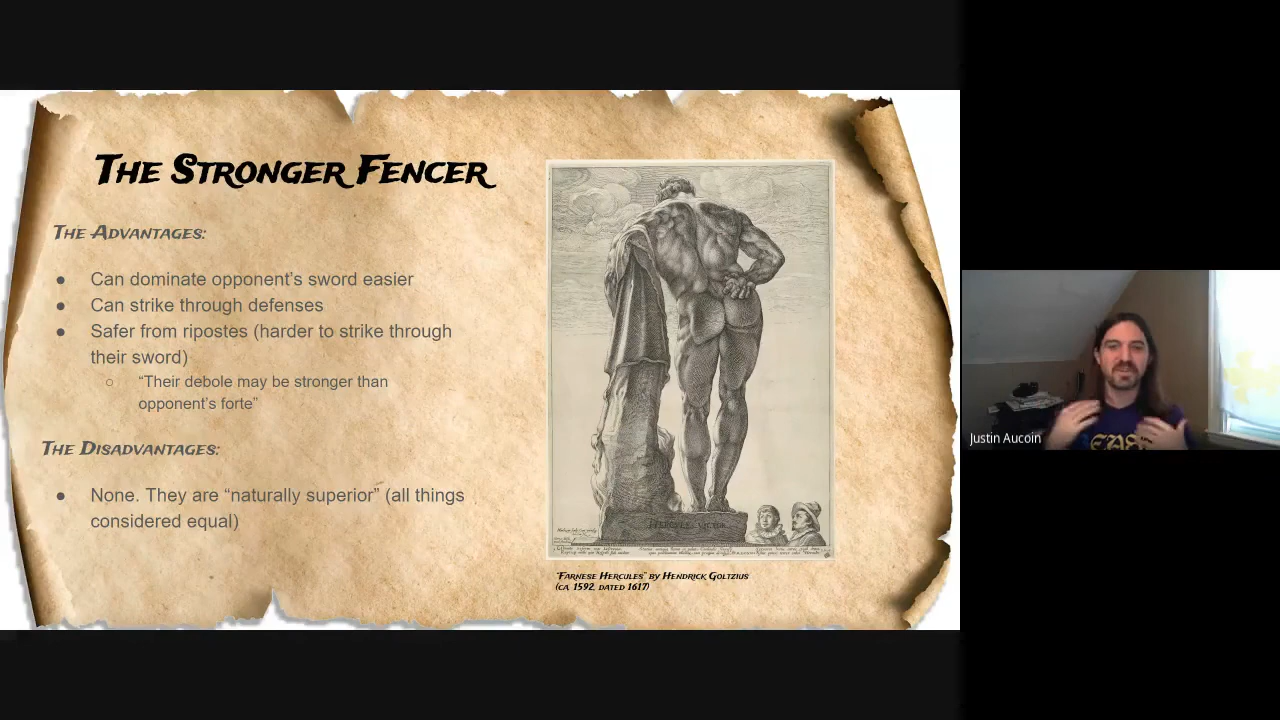 The Stronger Fencer
The Advantages:
● Can dominate opponent's sword easier
● Can strike through defenses
● Safer from ripostes (harder to strike through
their sword)
○ “Their debole may be stronger than
opponent's forte”
The Disadvantages:
● None. They are “naturally superior” (all things
considered equal)
HERCULES VICTOR
"Farnese Hercules" by Hendrick Goltzius
(ca. 1592, dated 1617)
Justin Aucoin